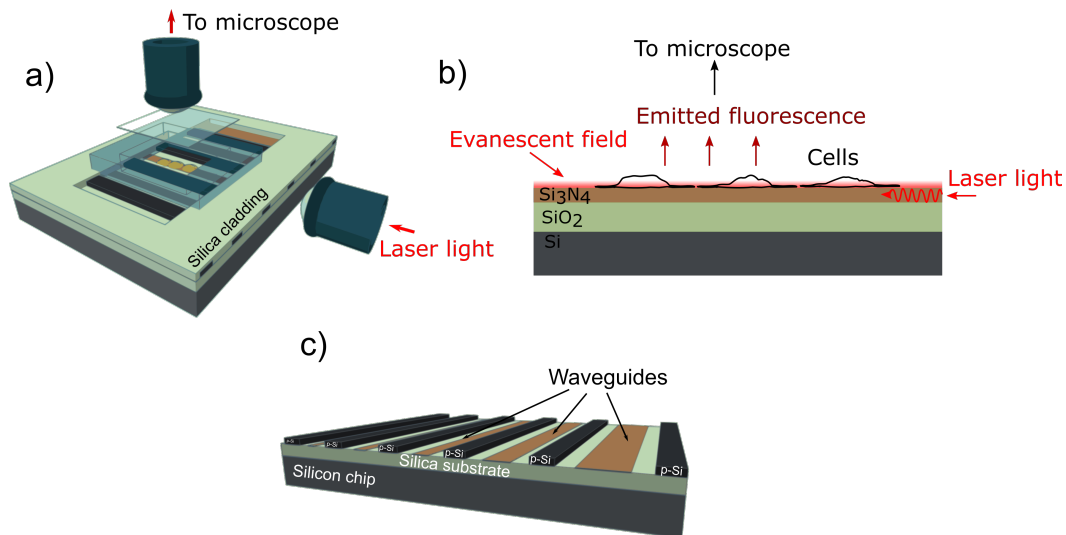 a)
To microscope
Silica cladding
Laser light
b)
To microscope
Emitted fluorescence
Evanescent field
Cells
Laser light
Si3N4
SiO2
Si
c)
Waveguides
p-Si
p-Si
p-Si
p-Si
p-Si
p-Si
Silica substrate
Silicon chip